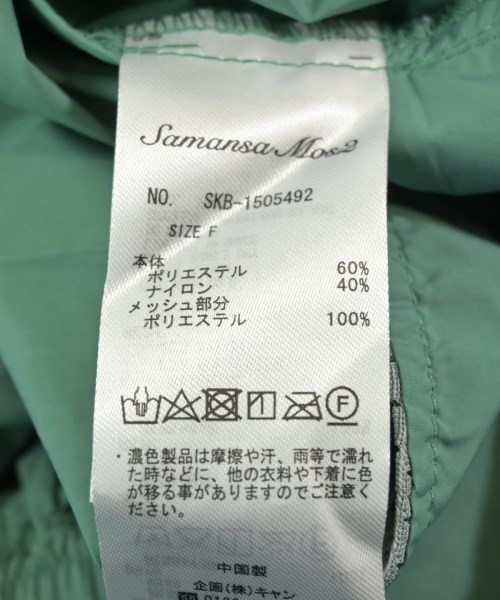 Samansa Mos2
NO. SKB-1505492
SIZE F
本体
ポリエステル 60%
ナイロン 40%
メッシュ部分
ポリエステル 100%
F
・濃色製品は摩擦や汗、雨等で濡れ
た時などに、他の衣料や下着に色
が移る事がありますのでご注意く
ださい。
中国製
企画(株)キャン